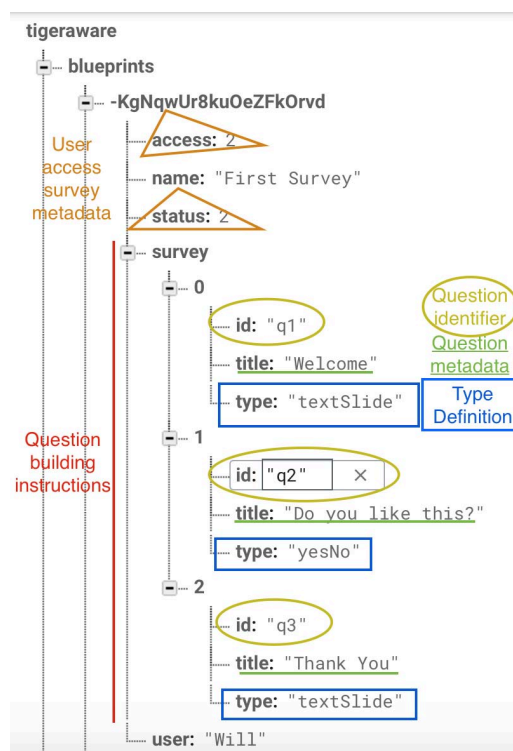 tigeraware
blueprints
-KgNqwUr8kuOeZFkOrvd
access: 2
User
access
survey
metadata
name: "First Survey"
status: 2
survey
0
Question
identifier
id: "q1"
Question
metadata
title: "Welcome"
type: "textSlide"
Type
Definition
1
Question
building
instructions
id: "q2" ×
title: "Do you like this?"
type: "yesNo"
2
id: "q3"
title: "Thank You"
type: "textSlide"
user: "Will"